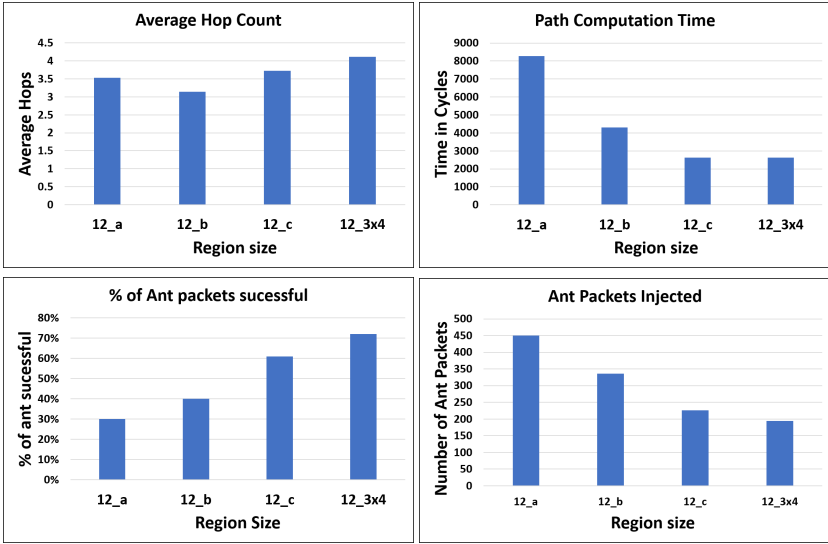 Average Hop Count
Average Hops
4.5
4
3.5
3
2.5
2
1.5
1
0.5
0
12_a 12_b 12_c 12_3x4
Region size
Path Computation Time
Time in Cycles
9000
8000
7000
6000
5000
4000
3000
2000
1000
0
12_a 12_b 12_c 12_3x4
Region size
% of Ant packets sucessful
% of ant sucessful
80%
70%
60%
50%
40%
30%
20%
10%
0%
12_a 12_b 12_c 12_3x4
Region Size
Ant Packets Injected
Number of Ant Packets
500
450
400
350
300
250
200
150
100
50
0
12_a 12_b 12_c 12_3x4
Region size